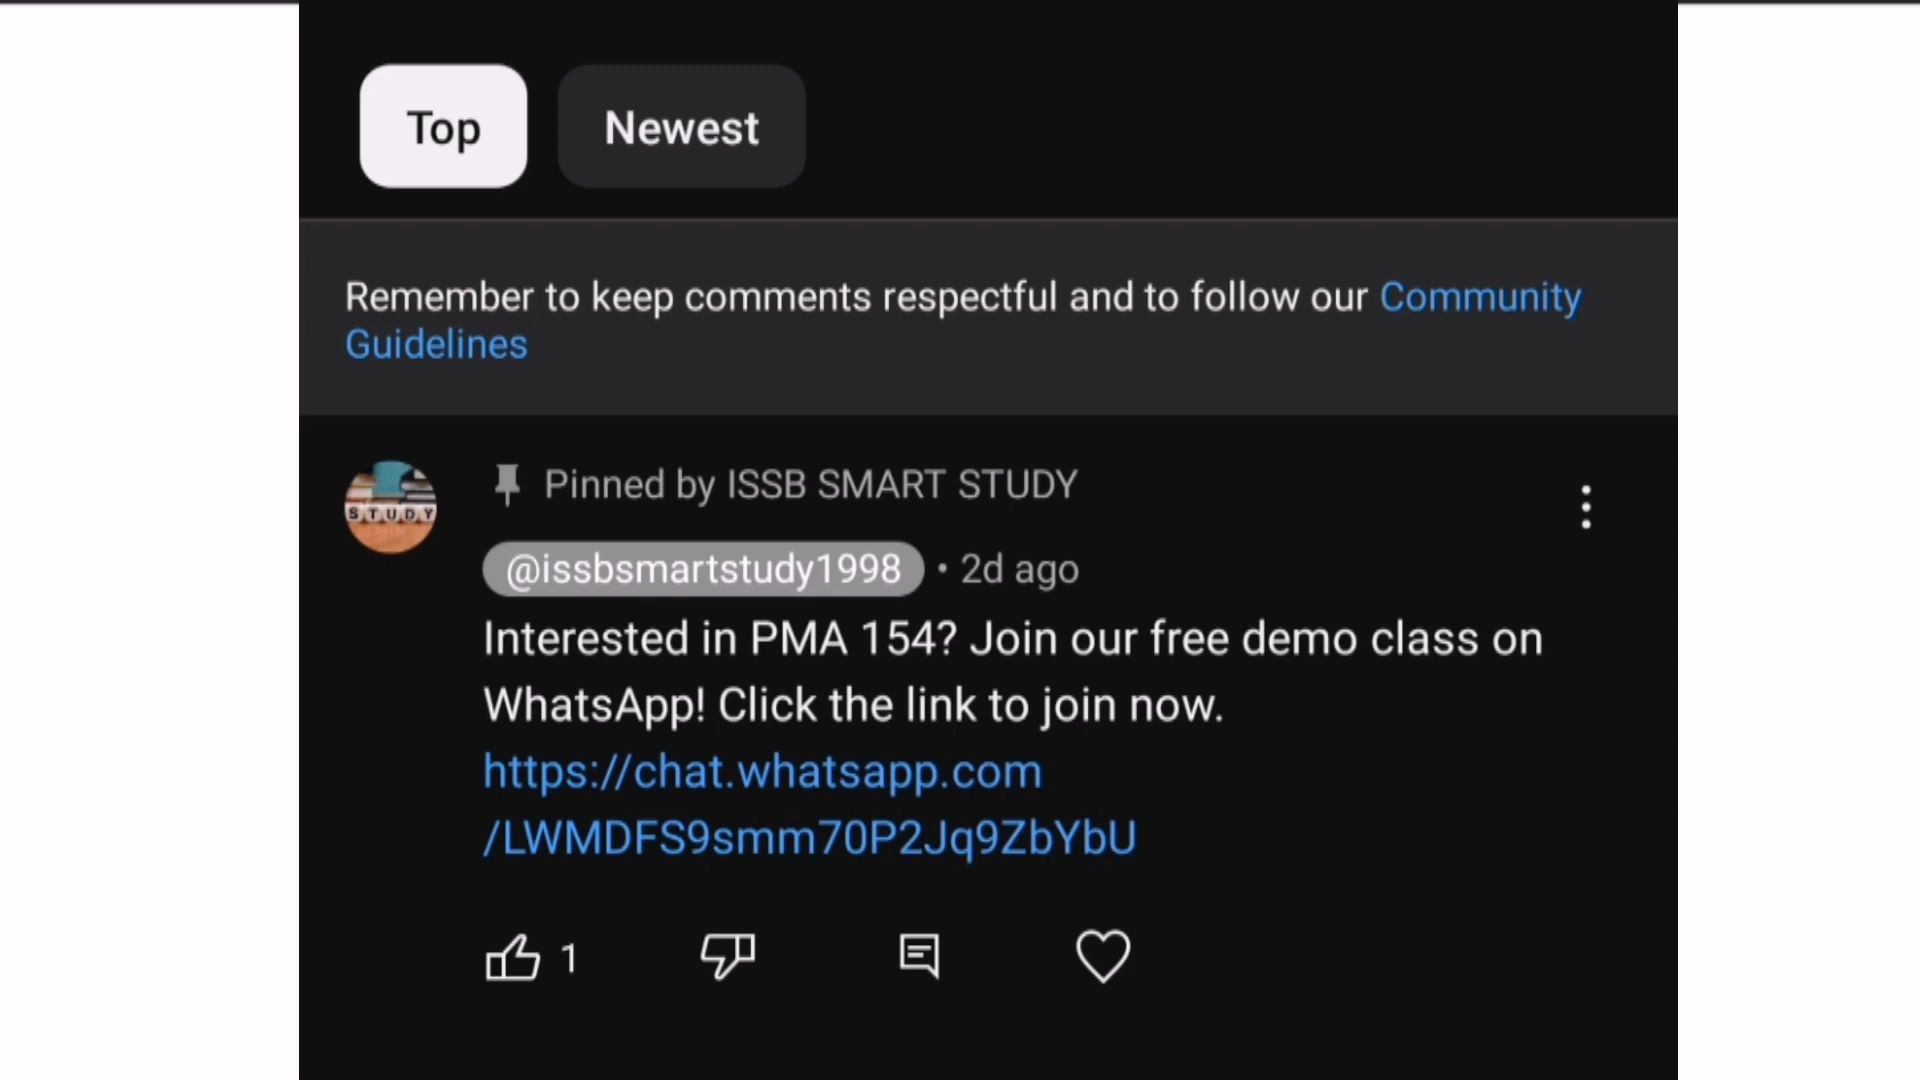 Top
Newest
Remember to keep comments respectful and to follow our Community
Guidelines
STUDY
Pinned by ISSB SMART STUDY
@issbsmartstudy1998 • 2d ago
Interested in PMA 154? Join our free demo class on
WhatsApp! Click the link to join now.
https://chat.whatsapp.com
/LWMDFS9smm70P2Jq9ZbYbU
1